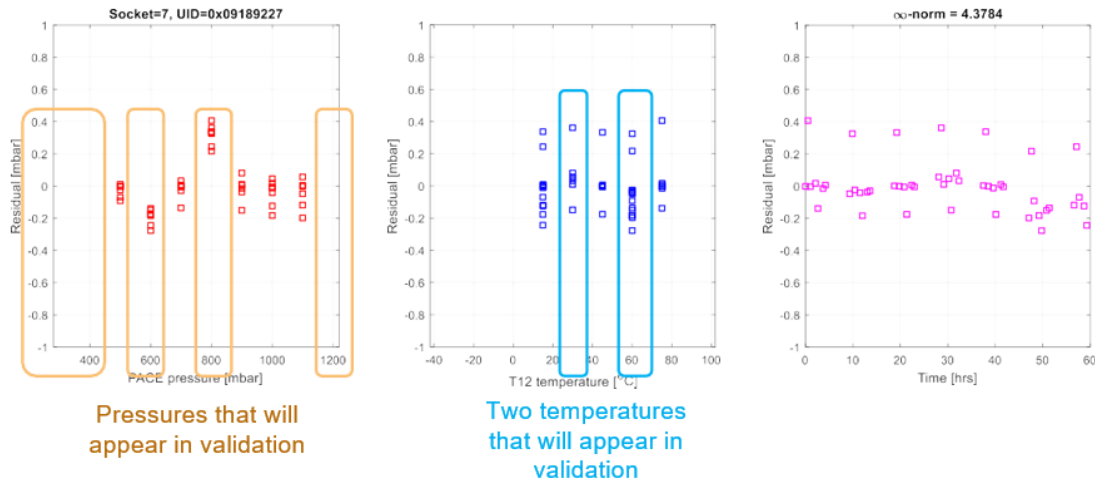 Socket=7, UID=0x09189227
1
0.8
0.6
0.4
0.2
0
-0.2
-0.4
-0.6
-0.8
-1
Residual [mbar]
400 600 800 1000 1200
PACE pressure [mbar]
Pressures that will
appear in validation
1
0.8
0.6
0.4
0.2
0
-0.2
-0.4
-0.6
-0.8
-1
Residual [mbar]
-40 -20 0 20 40 60 80 100
T12 temperature [°C]
Two temperatures
that will appear in
validation
∞-norm = 4.3784
1
0.8
0.6
0.4
0.2
0
-0.2
-0.4
-0.6
-0.8
-1
Residual [mbar]
0 10 20 30 40 50 60
Time [hrs]